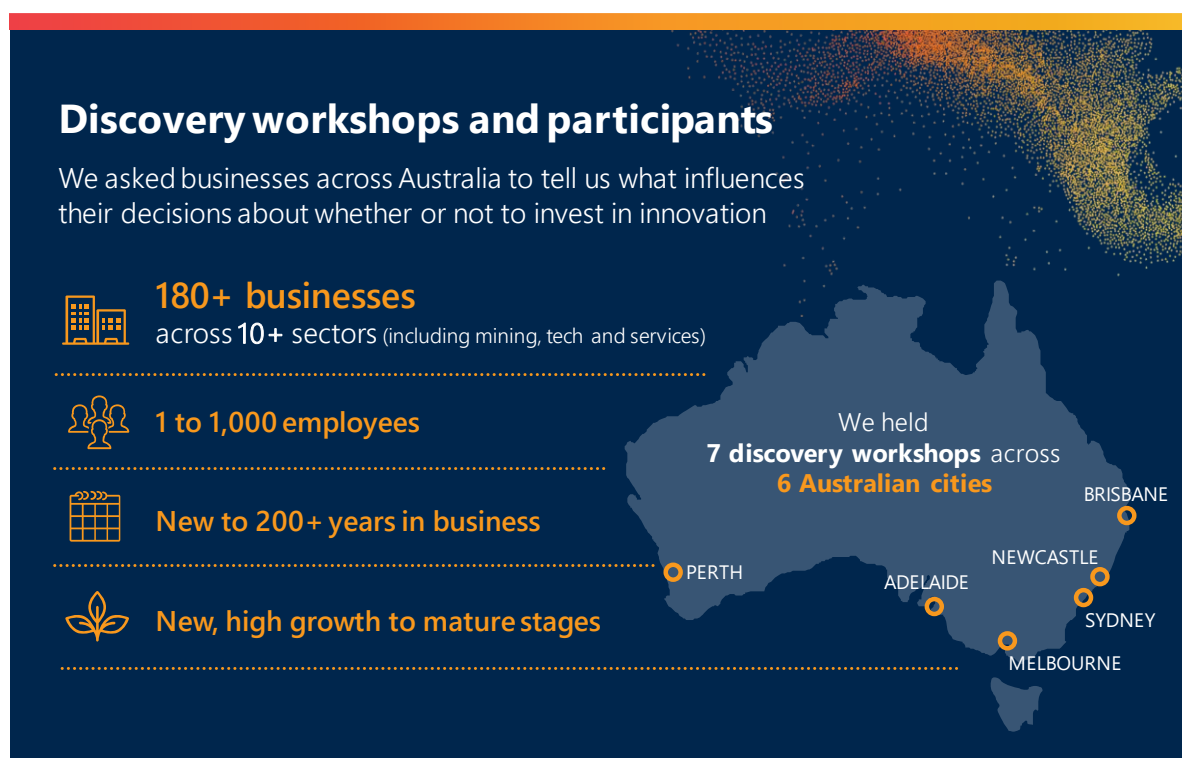 Discovery workshops and participants
We asked businesses across Australia to tell us what influences
their decisions about whether or not to invest in innovation
180+ businesses
across 10+ sectors (including mining, tech and services)
1 to 1,000 employees
New to 200+ years in business
New, high growth to mature stages
We held
7 discovery workshops across
6 Australian cities
BRISBANE
NEWCASTLE
PERTH
ADELAIDE
SYDNEY
MELBOURNE